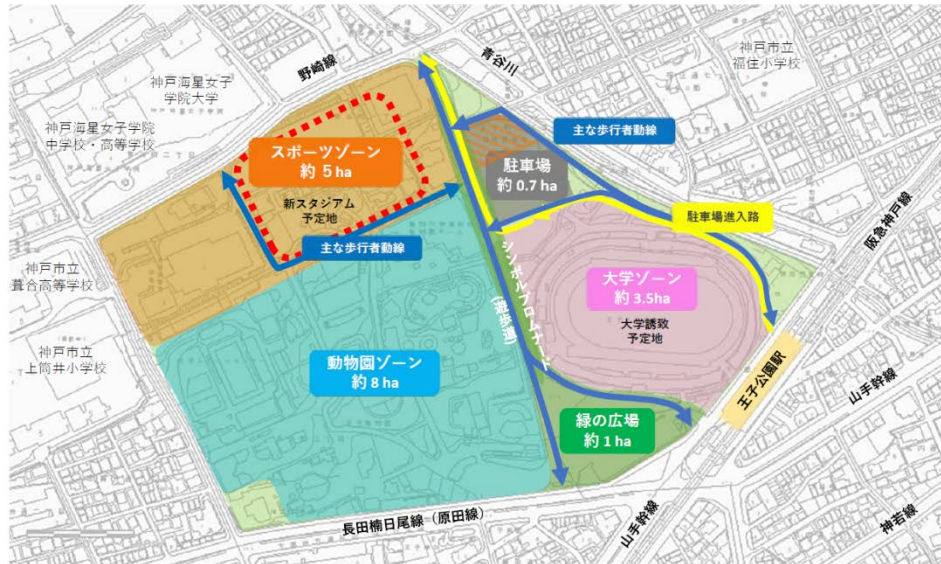 野崎線
青谷川
神戸市立
福住小学校
神戸海星女子
学院大学
神戸海星女子学院
中学校・高等学校
主な歩行者動線
スポーツゾーン
約 5 ha
駐車場
約 0.7 ha
新スタジアム
予定地
駐車場進入路
阪急神戸線
主な歩行者動線
神戸市立
葺合高等学校
大学ゾーン
約 3.5ha
シンボルプロムナード
(遊歩道)
大学誘致
予定地
神戸市立
上筒井小学校
動物園ゾーン
約 8 ha
王子公園駅
山手幹線
緑の広場
約 1 ha
長田楠日尾線（原田線）
山手幹線
神若線